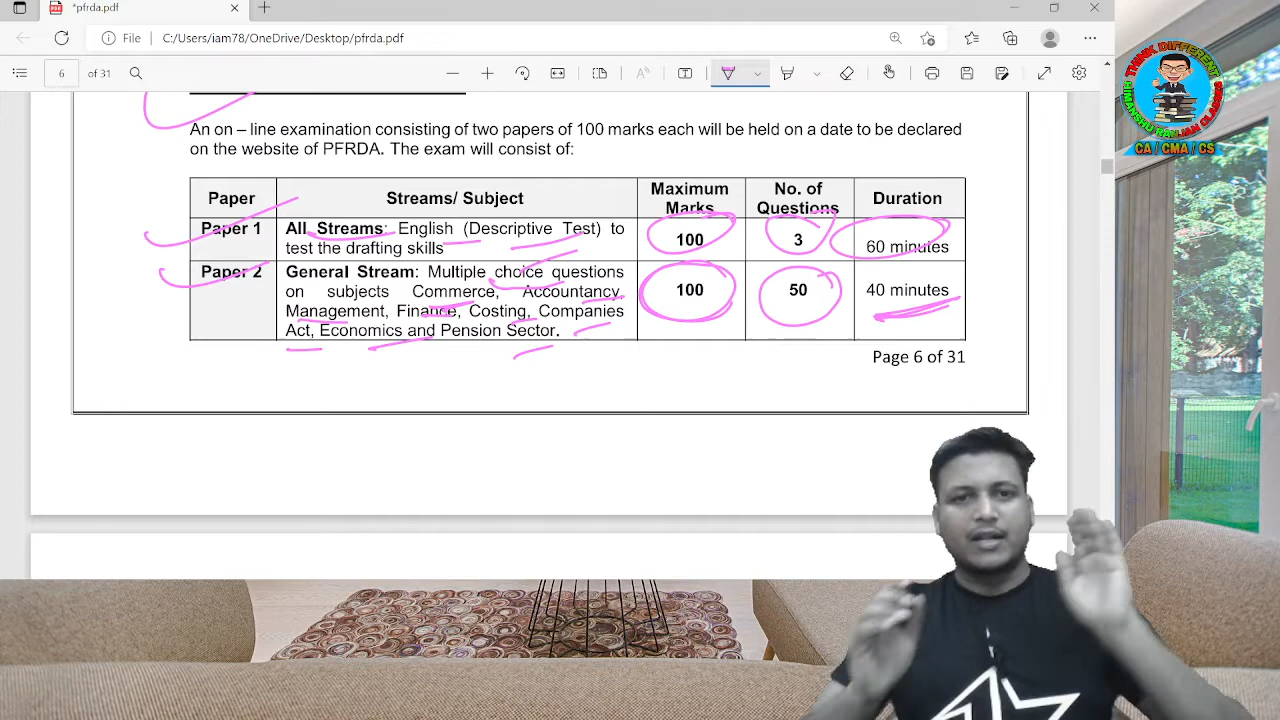 *pfrda.pdf
File C:/Users/iam78/OneDrive/Desktop/pfrda.pdf
6 of 31
An on – line examination consisting of two papers of 100 marks each will be held on a date to be declared
on the website of PFRDA. The exam will consist of:
Paper Streams/ Subject Maximum Marks No. of Questions Duration
Paper 1 All Streams: English (Descriptive Test) to
test the drafting skills 100 3 60 minutes
Paper 2 General Stream: Multiple choice questions
on subjects Commerce, Accountancy, 100 50 40 minutes
Management, Finance, Costing, Companies
Act, Economics and Pension Sector.
Page 6 of 31
THINK DIFFERENT
HIMANSHU RANJAN CLASSES
CA / CMA / CS